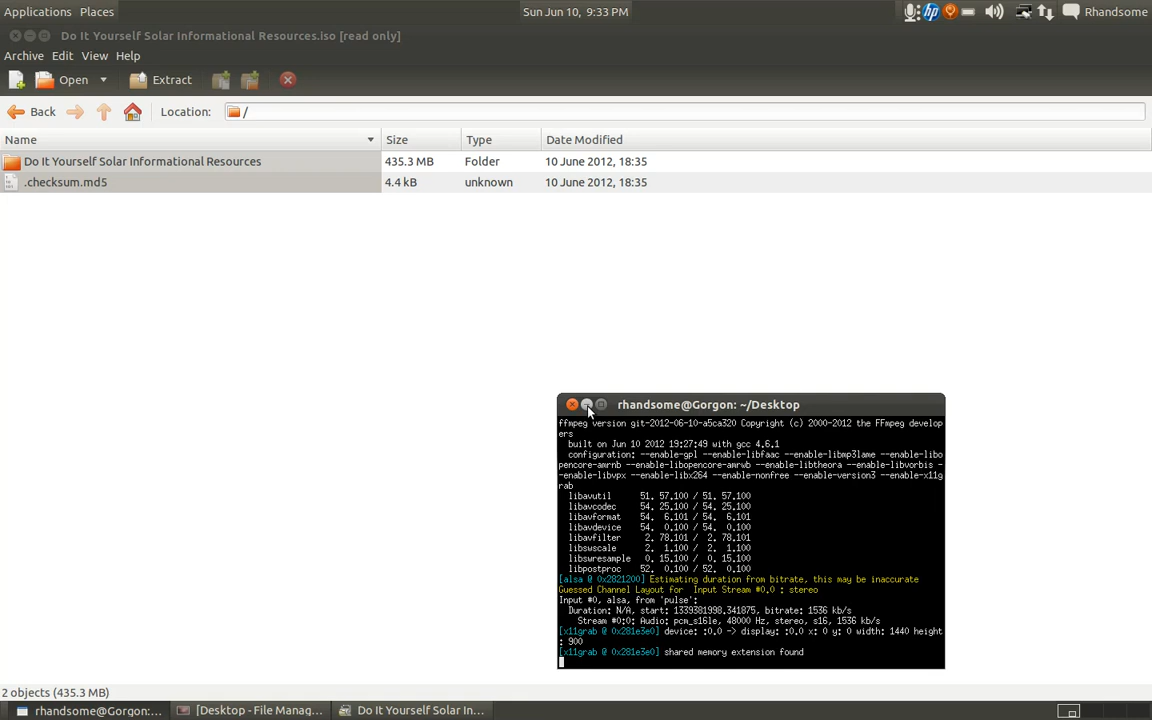 Applications Places
Sun Jun 10, 9:33 PM
Rhandsome
Do It Yourself Solar Informational Resources.iso [read only]
Archive Edit View Help
Open Extract
Back Location: /
Name Size Type Date Modified
Do It Yourself Solar Informational Resources 435.3 MB Folder 10 June 2012, 18:35
.checksum.md5 4.4 kB unknown 10 June 2012, 18:35
rhandsome@Gorgon: ~/Desktop
ffmpeg version git-2012-06-10-a5ca320 Copyright (c) 2000-2012 the FFmpeg develop
ers
built on Jun 10 2012 19:27:49 with gcc 4.6.1
configuration: --enable-gpl --enable-libfaac --enable-libmp3lame --enable-libo
pencore-amrnb --enable-libopencore-amrwb --enable-libtheora --enable-libvorbis -
-enable-libvpx --enable-libx264 --enable-nonfree --enable-version3 --enable-x11g
rab
libavutil 51. 57.100 / 51. 57.100
libavcodec 54. 25.100 / 54. 25.100
libavformat 54. 6.101 / 54. 6.101
libavdevice 54. 0.100 / 54. 0.100
libavfilter 2. 78.101 / 2. 78.101
libswscale 2. 1.100 / 2. 1.100
libswresample 0. 15.100 / 0. 15.100
libpostproc 52. 0.100 / 52. 0.100
[alsa @ 0x2821200] Estimating duration from bitrate, this may be inaccurate
Guessed Channel Layout for Input Stream #0.0 : stereo
Input #0, alsa, from 'pulse':
Duration: N/A, start: 1339381998.341875, bitrate: 1536 kb/s
Stream #0:0: Audio: pcm_s16le, 48000 Hz, stereo, s16, 1536 kb/s
[x11grab @ 0x281e3e0] device: :0.0 -> display: :0.0 x: 0 y: 0 width: 1440 height
: 900
[x11grab @ 0x281e3e0] shared memory extension found
2 objects (435.3 MB)
rhandsome@Gorgon:... [Desktop - File Manag... Do It Yourself Solar In...